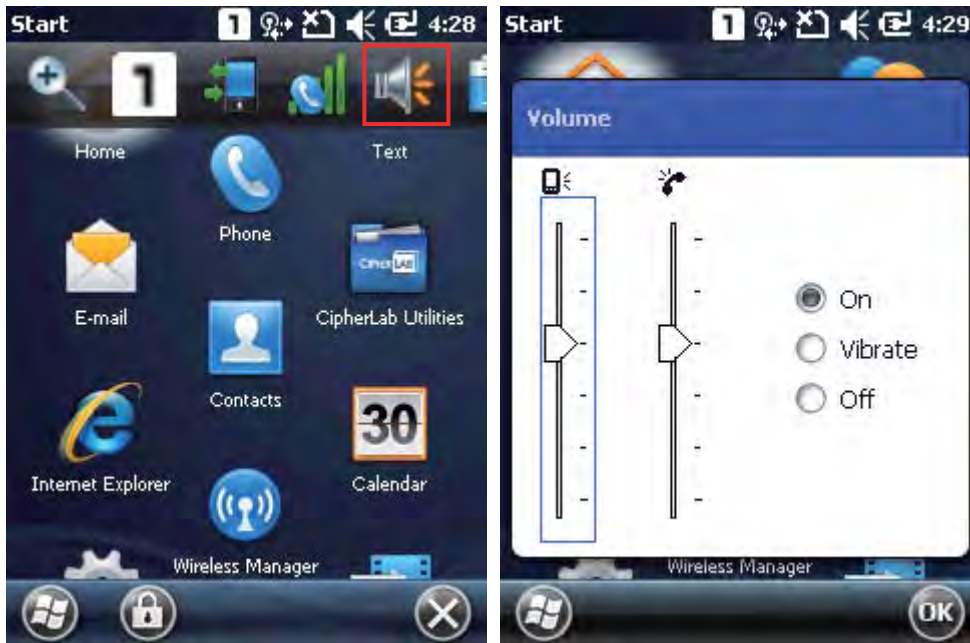 Start 1 4:28
1
Home
Text
Phone
CIPHERLAB
E-mail
CipherLab Utilities
Contacts
30
Internet Explorer
Calendar
Wireless Manager
Start 1 4:29
Volume
On
Vibrate
Off
Wireless Manager
OK